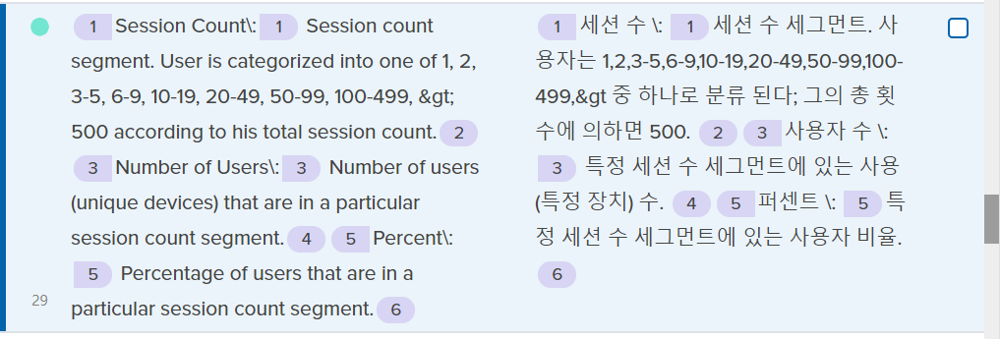 1 Session Count\: 1 Session count
segment. User is categorized into one of 1, 2,
3-5, 6-9, 10-19, 20-49, 50-99, 100-499, &gt;
500 according to his total session count. 2
3 Number of Users\: 3 Number of users
(unique devices) that are in a particular
session count segment. 4 5 Percent\:
5 Percentage of users that are in a
particular session count segment. 6
29
1 세션 수 \: 1 세션 수 세그먼트. 사
용자는 1,2,3-5,6-9,10-19,20-49,50-99,100-
499,&gt 중 하나로 분류 된다; 그의 총 횟
수에 의하면 500. 2 3 사용자 수 \:
3 특정 세션 수 세그먼트에 있는 사용
(특정 장치) 수. 4 5 퍼센트 \: 5 특
정 세션 수 세그먼트에 있는 사용자 비율.
6